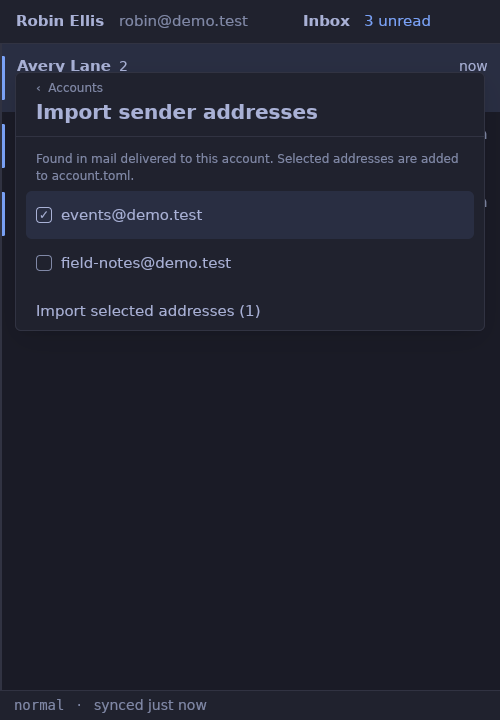 Robin Ellis robin@demo.test Inbox 3 unread
Avery Lane 2 now
‹ Accounts
Import sender addresses
Found in mail delivered to this account. Selected addresses are added
to account.toml.
✓ events@demo.test
field-notes@demo.test
Import selected addresses (1)
normal · synced just now